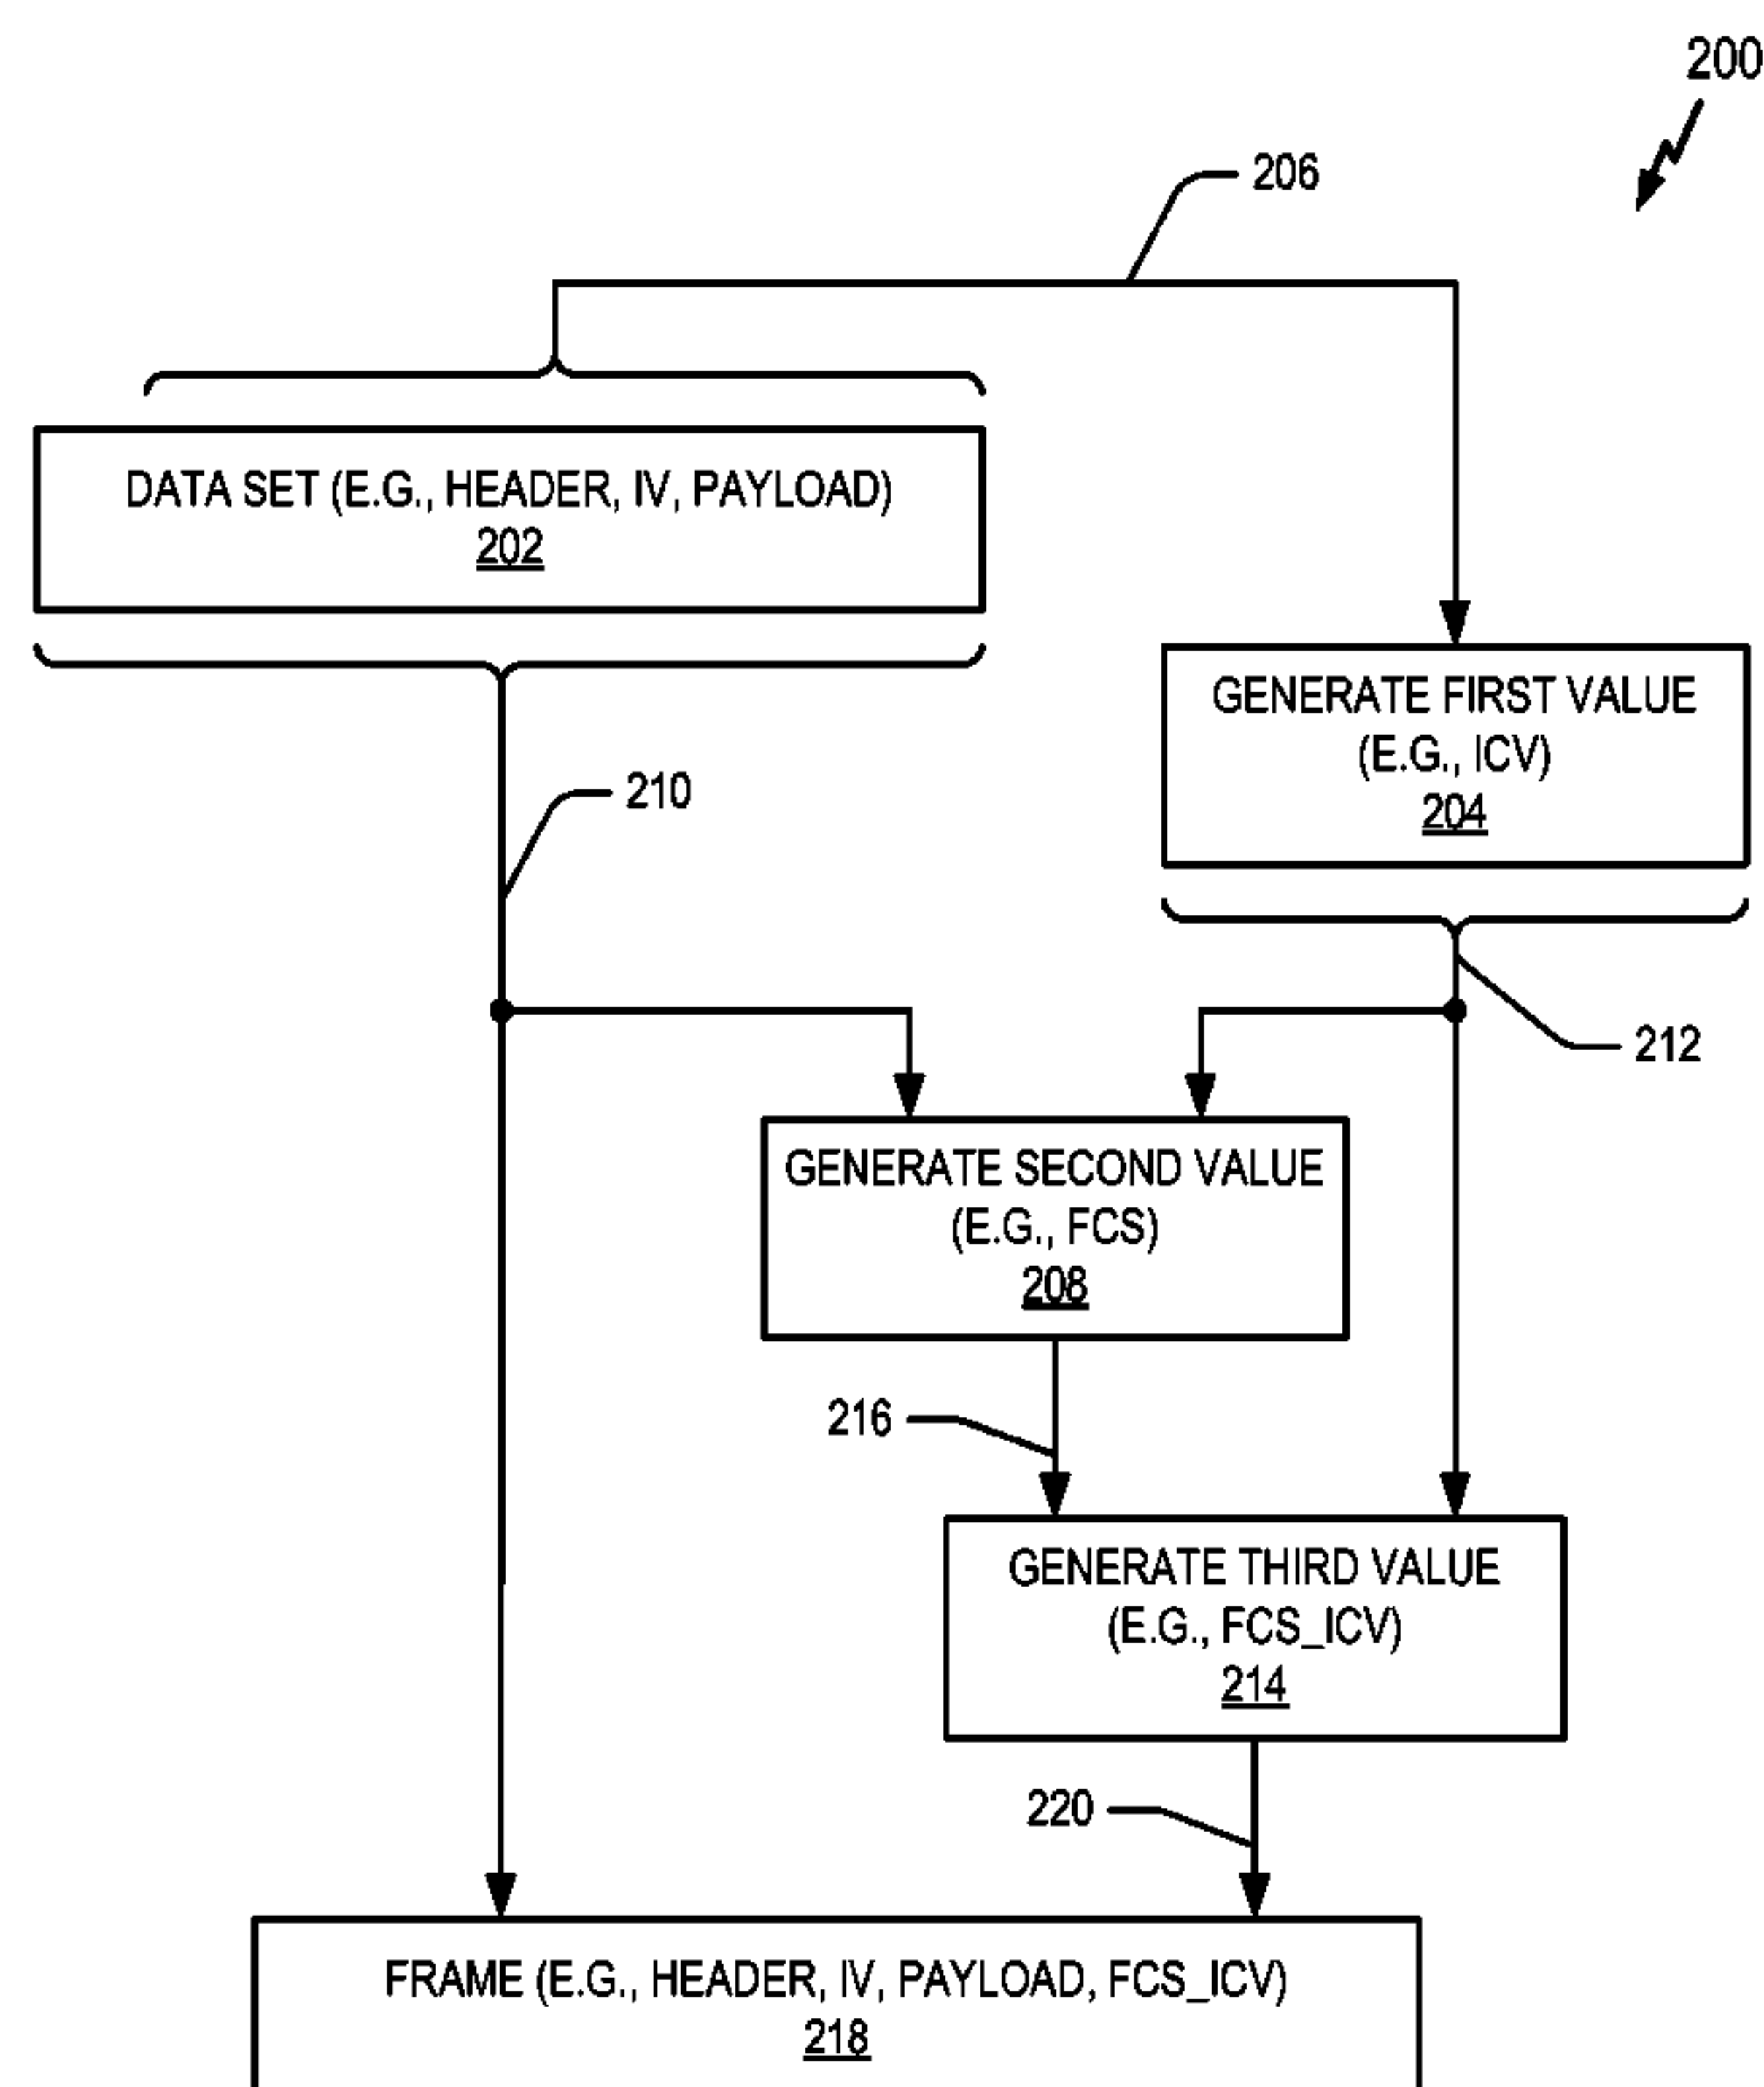 200
206
DATA SET (E.G., HEADER, IV, PAYLOAD)
202
GENERATE FIRST VALUE
(E.G., ICV)
204
210
212
GENERATE SECOND VALUE
(E.G., FCS)
208
216
GENERATE THIRD VALUE
(E.G., FCS_ICV)
214
220
FRAME (E.G., HEADER, IV, PAYLOAD, FCS_ICV)
218